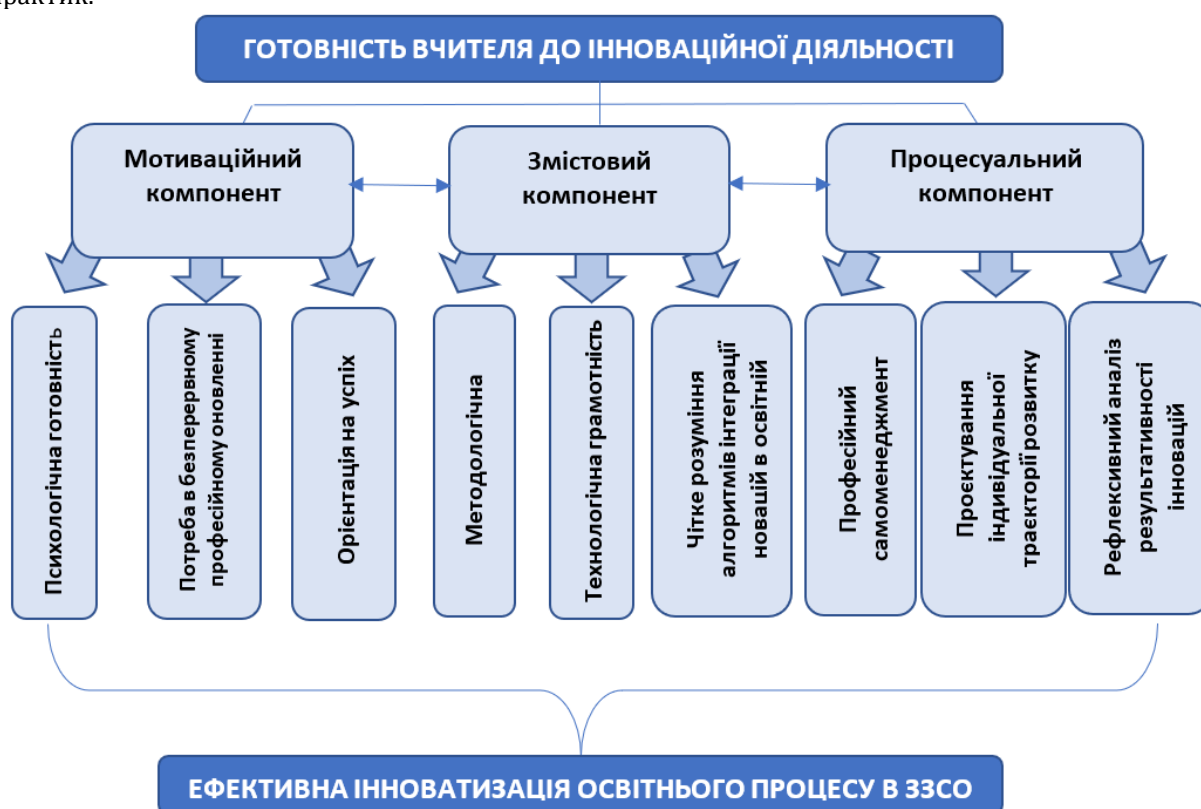 практик.
ГОТОВНІСТЬ ВЧИТЕЛЯ ДО ІННОВАЦІЙНОЇ ДІЯЛЬНОСТІ
Мотиваційний
компонент
Змістовий
компонент
Процесуальний
компонент
Психологічна готовність
Потреба в безперервному
професійному оновленні
Орієнтація на успіх
Методологічна
Технологічна грамотність
Чітке розуміння
алгоритмів інтеграції
новацій в освітній
Професійний
самоменеджмент
Проєктування
індивідуальної
траєкторії розвитку
Рефлексивний аналіз
результативності
інновацій
ЕФЕКТИВНА ІННОВАТИЗАЦІЯ ОСВІТНЬОГО ПРОЦЕСУ В ЗЗСО